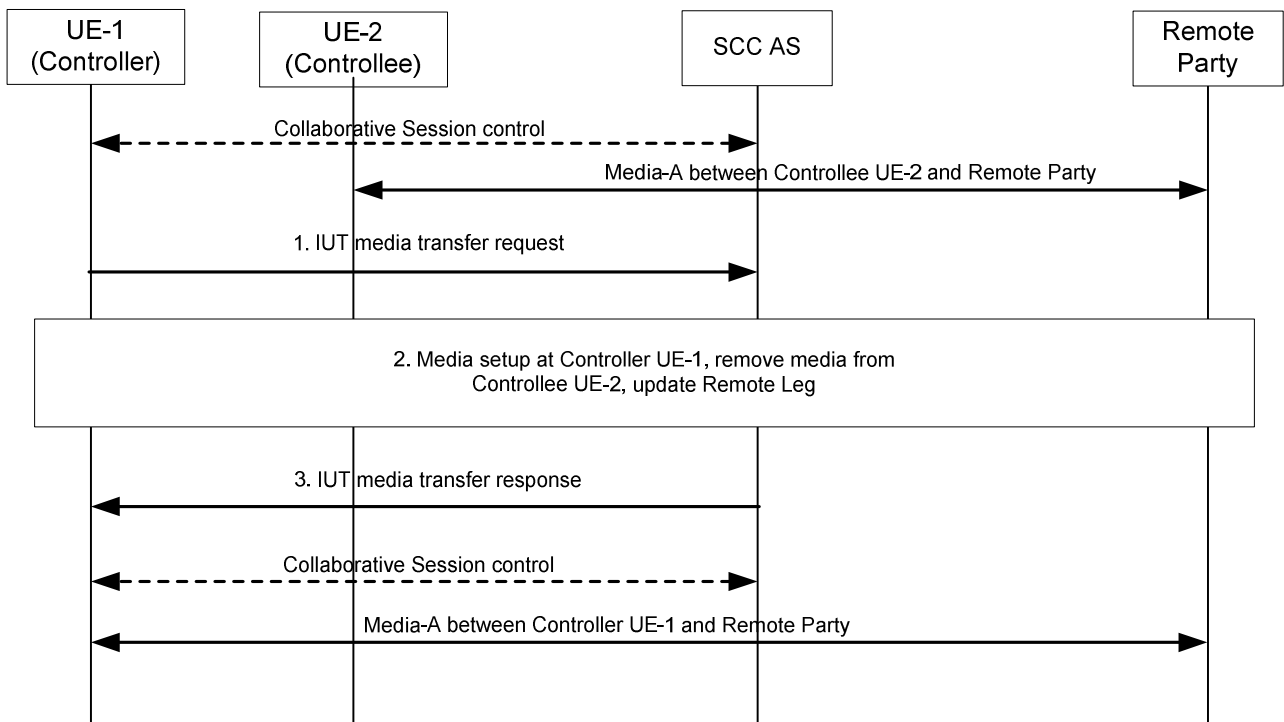 UE-1
(Controller)
UE-2
(Controllee)
SCC AS
Remote
Party
Collaborative Session control
Media-A between Controllee UE-2 and Remote Party
1. IUT media transfer request
2. Media setup at Controller UE-1, remove media from
Controllee UE-2, update Remote Leg
3. IUT media transfer response
Collaborative Session control
Media-A between Controller UE-1 and Remote Party